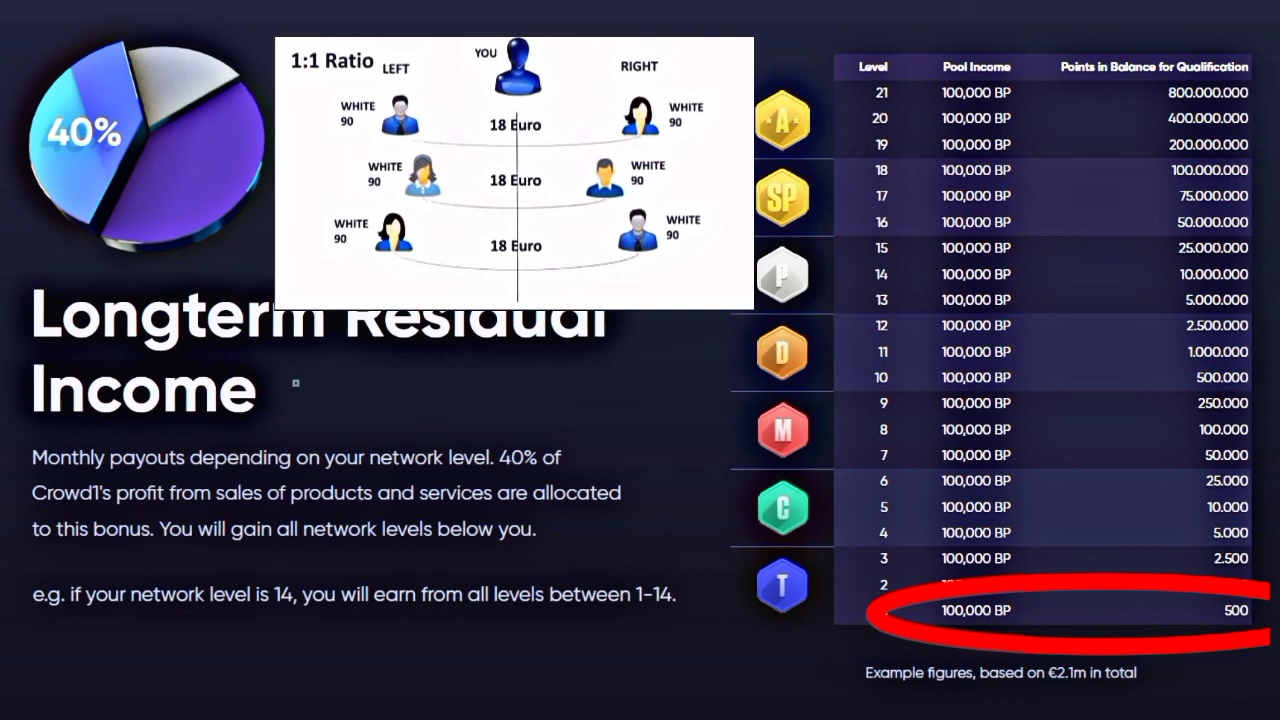 40%
1:1 Ratio
LEFT
YOU
RIGHT
WHITE
90
18 Euro
WHITE
90
WHITE
90
18 Euro
WHITE
90
WHITE
90
18 Euro
WHITE
90
Longterm Residual
Income
Monthly payouts depending on your network level. 40% of
Crowd1's profit from sales of products and services are allocated
to this bonus. You will gain all network levels below you.
e.g. if your network level is 14, you will earn from all levels between 1-14.
Level Pool Income Points in Balance for Qualification
A
SP
P
D
M
C
T
21 100,000 BP 800.000.000
20 100,000 BP 400.000.000
19 100,000 BP 200.000.000
18 100,000 BP 100.000.000
17 100,000 BP 75.000.000
16 100,000 BP 50.000.000
15 100,000 BP 25.000.000
14 100,000 BP 10.000.000
13 100,000 BP 5.000.000
12 100,000 BP 2.500.000
11 100,000 BP 1.000.000
10 100,000 BP 500.000
9 100,000 BP 250.000
8 100,000 BP 100.000
7 100,000 BP 50.000
6 100,000 BP 25.000
5 100,000 BP 10.000
4 100,000 BP 5.000
3 100,000 BP 2.500
2
100,000 BP 500
Example figures, based on €2.1m in total